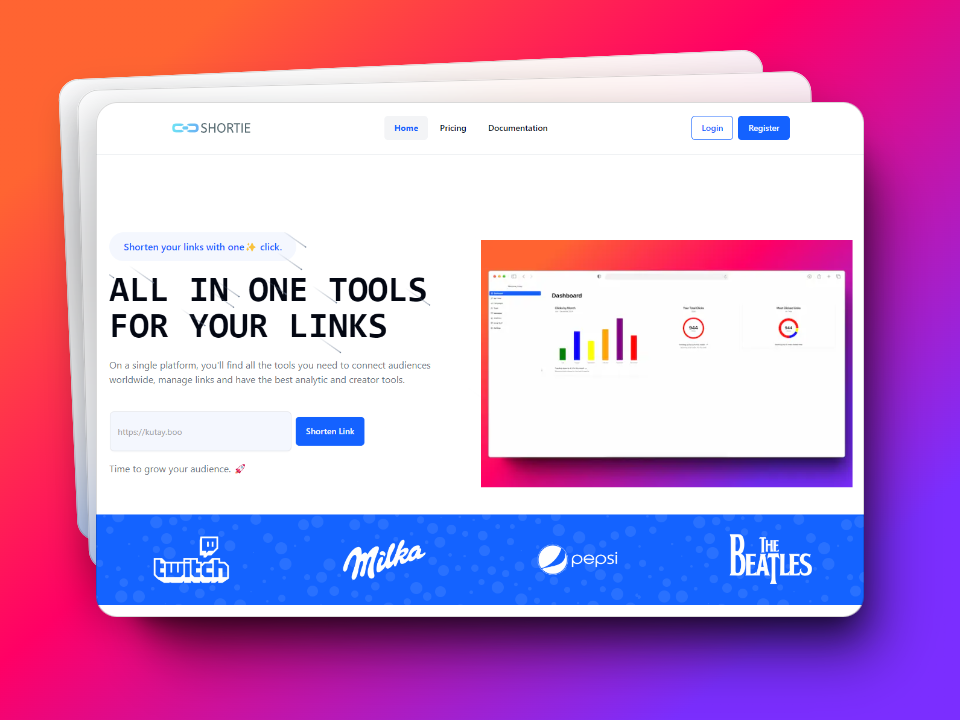 SHORTIE
Home
Pricing
Documentation
Login
Register
Shorten your links with one✨ click.
ALL IN ONE TOOLS
FOR YOUR LINKS
On a single platform, you'll find all the tools you need to connect audiences
worldwide, manage links and have the best analytic and creator tools.
https://kutay.boo
Shorten Link
Time to grow your audience. 🚀
Dashboard
944
944
twitch
Milka
pepsi
THE
BEATLES